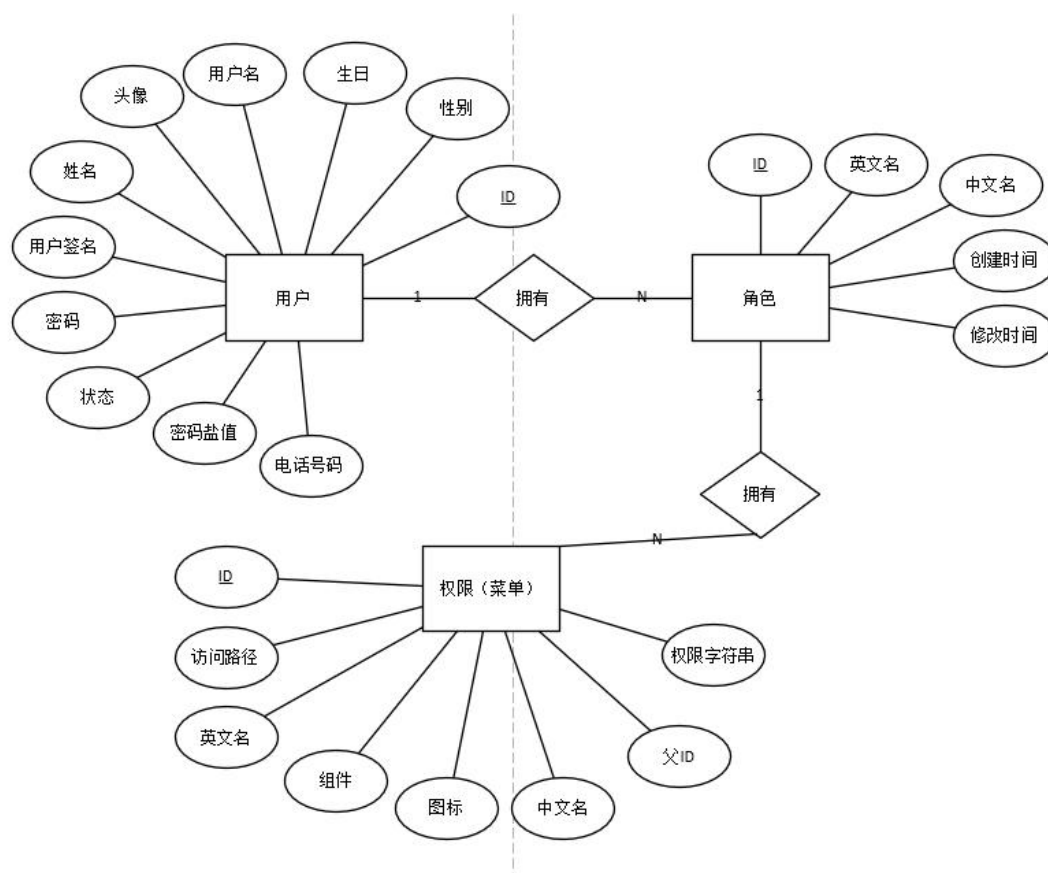 用户名
生日
头像
性别
ID
英文名
姓名
中文名
ID
用户签名
创建时间
用户
1
拥有
N
角色
密码
修改时间
状态
1
密码盐值
电话号码
拥有
N
ID
权限（菜单）
访问路径
权限字符串
英文名
父ID
组件
图标
中文名